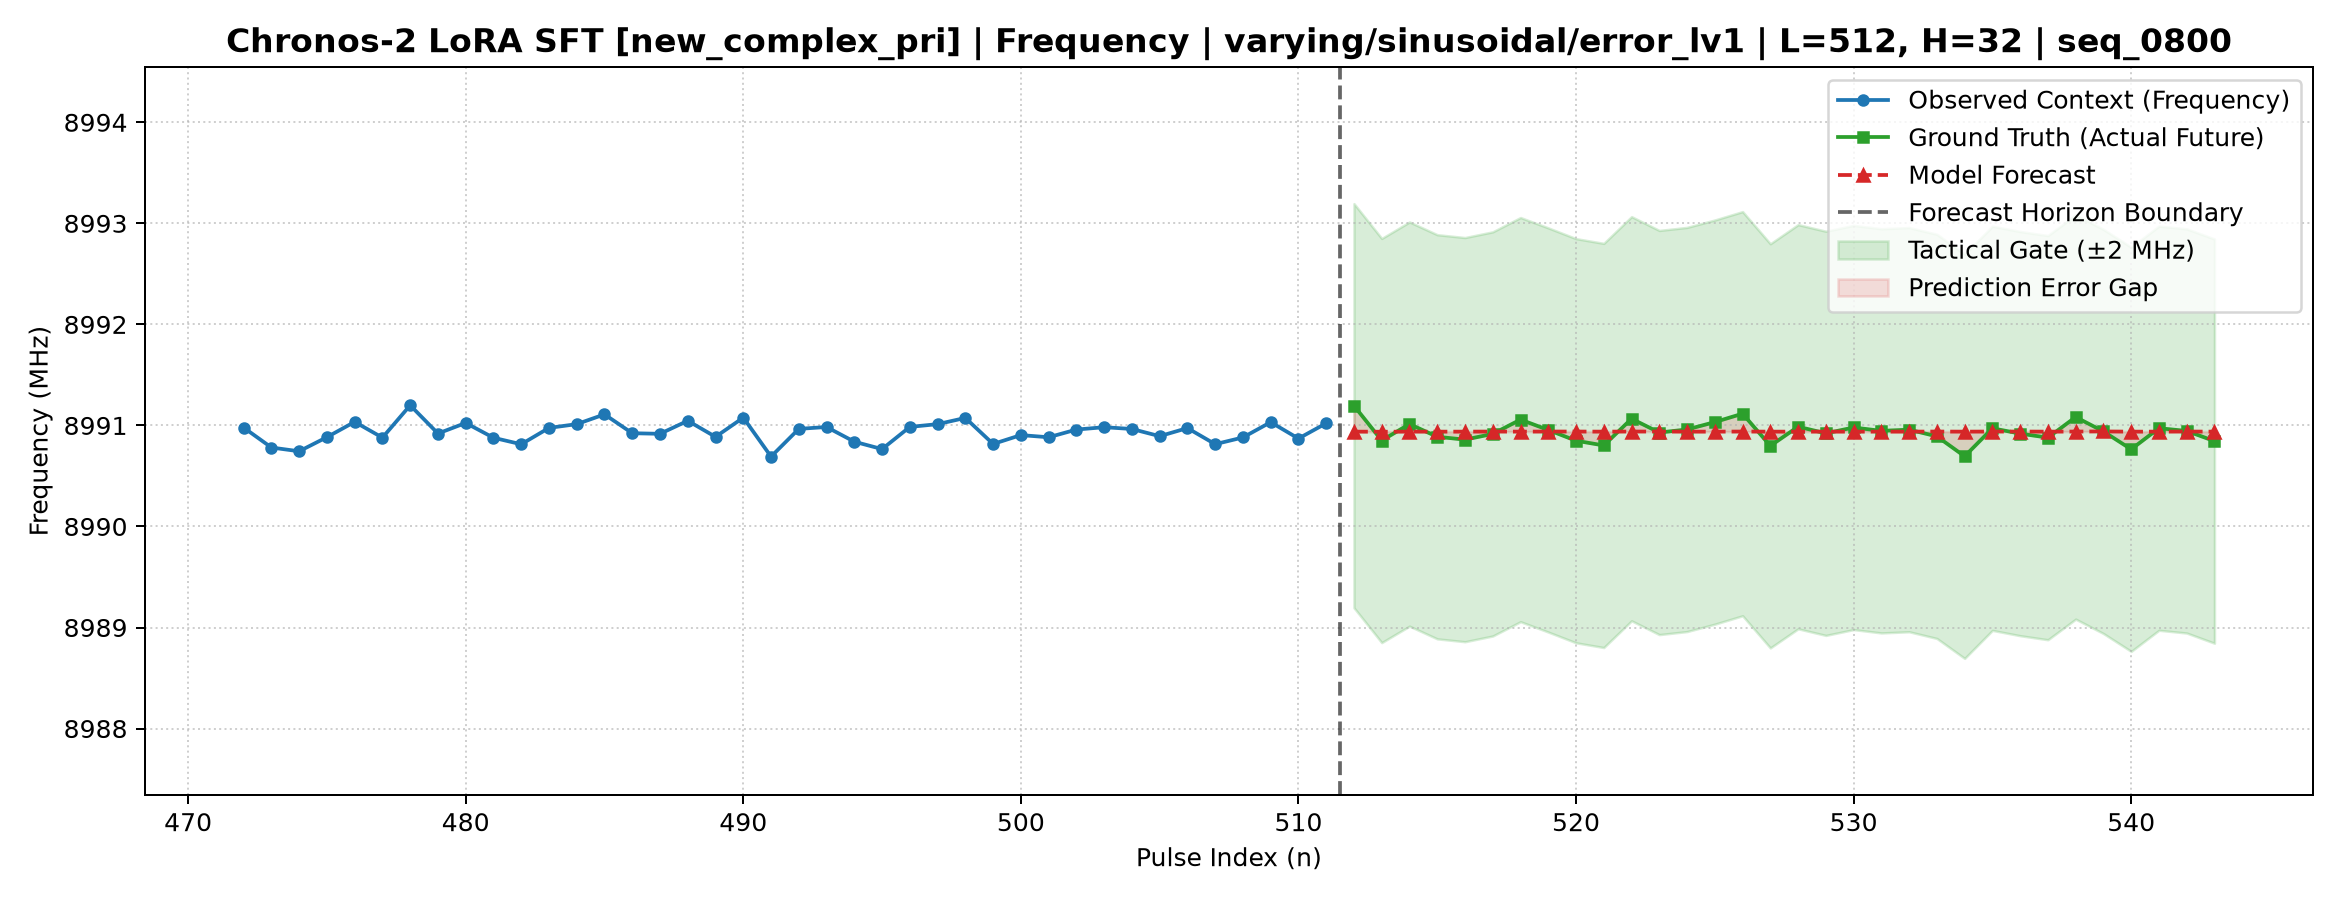 Chronos-2 LoRA SFT [new_complex_pri] | Frequency | varying/sinusoidal/error_lv1 | L=512, H=32 | seq_0800
Observed Context (Frequency)
Ground Truth (Actual Future)
Model Forecast
Forecast Horizon Boundary
Tactical Gate (±2 MHz)
Prediction Error Gap
Frequency (MHz)
8994
8993
8992
8991
8990
8989
8988
470 480 490 500 510 520 530 540
Pulse Index (n)